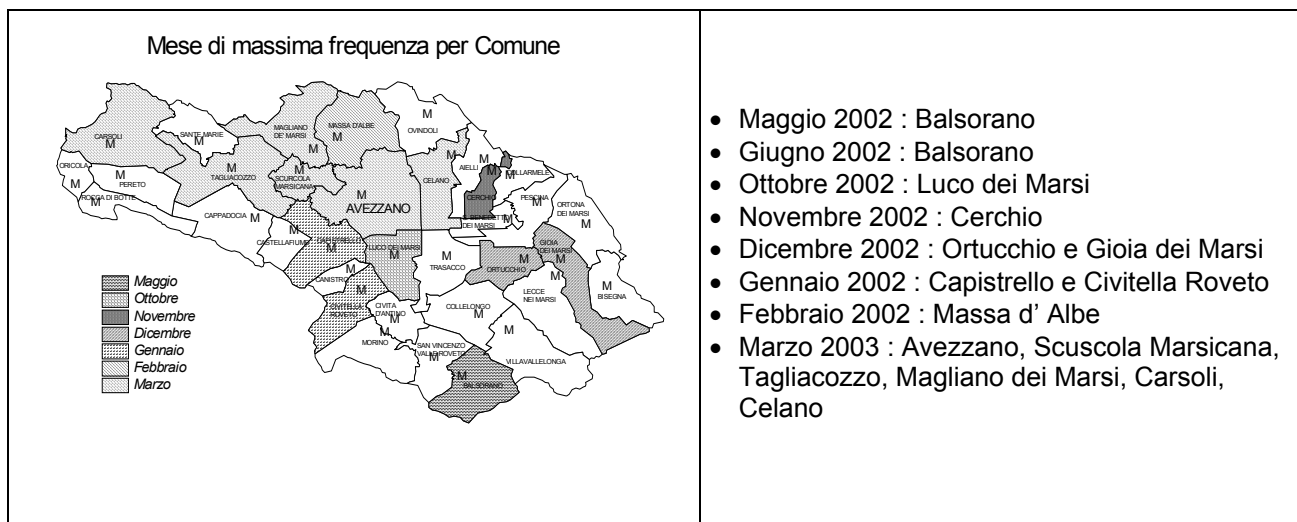 Mese di massima frequenza per Comune
CARSOLI
M
SANTE MARIE
M
MAGLIANO
DE' MARSI
M
MASSA D'ALBE
M
OVINDOLI
M
ORICOLA
M
PERETO
M
ROCCA DI BOTTE
M
TAGLIACOZZO
M
SCURCOLA
MARSICANA
M
AVEZZANO
M
CELANO
M
AIELLI
M
COLLARMELE
M
CERCHIO
M
PESCINA
M
S. BENEDETTO
DEI MARSI
M
ORTONA
DEI MARSI
M
CAPPADOCIA
M
CASTELLAFIUME
M
CAPISTRELLO
M
LUCO DEI MARSI
M
TRASACCO
M
ORTUCCHIO
M
GIOIA
DEI MARSI
M
LECCE
NEI MARSI
M
BISEGNA
M
CANISTRO
M
CIVITELLA
ROVETO
M
CIVITA
D'ANTINO
M
COLLELONGO
M
MORINO
M
SAN VINCENZO
VALLE ROVETO
M
VILLAVALLELONGA
M
BALSORANO
M
Maggio
Ottobre
Novembre
Dicembre
Gennaio
Febbraio
Marzo
• Maggio 2002 : Balsorano
• Giugno 2002 : Balsorano
• Ottobre 2002 : Luco dei Marsi
• Novembre 2002 : Cerchio
• Dicembre 2002 : Ortucchio e Gioia dei Marsi
• Gennaio 2002 : Capistrello e Civitella Roveto
• Febbraio 2002 : Massa d' Albe
• Marzo 2003 : Avezzano, Scuscola Marsicana,
Tagliacozzo, Magliano dei Marsi, Carsoli,
Celano